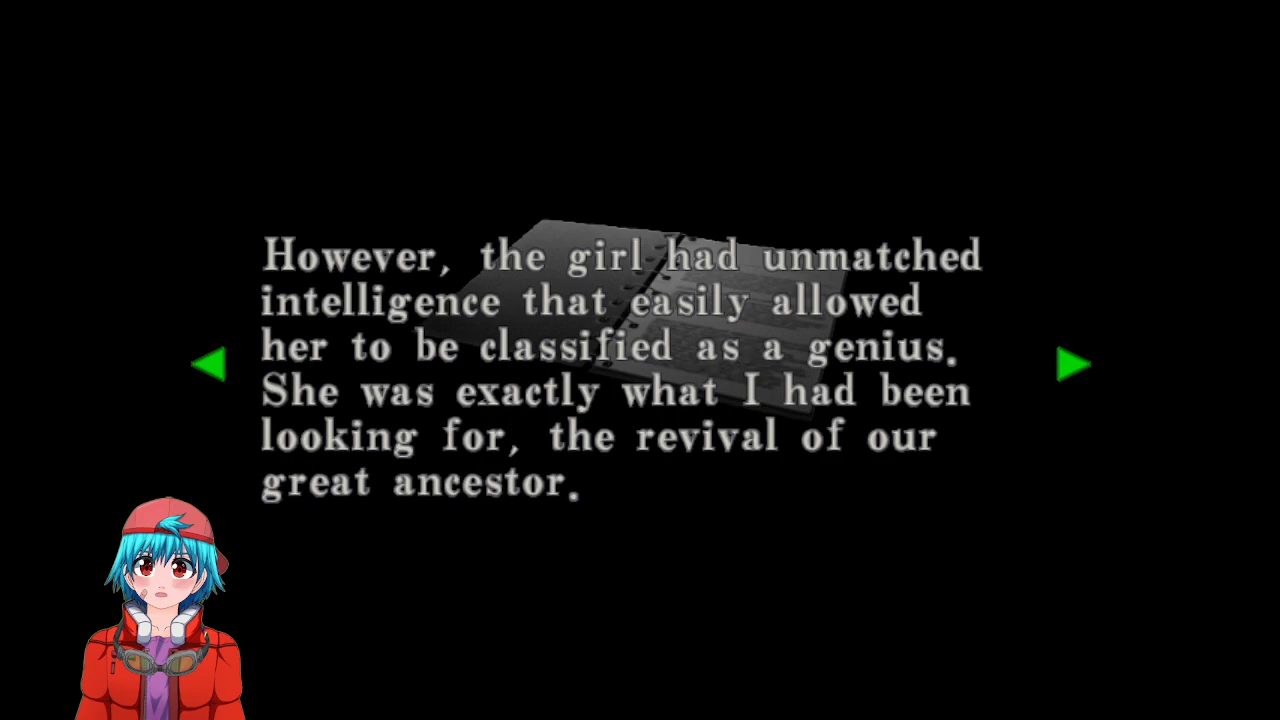 However, the girl had unmatched
intelligence that easily allowed
her to be classified as a genius.
She was exactly what I had been
looking for, the revival of our
great ancestor.